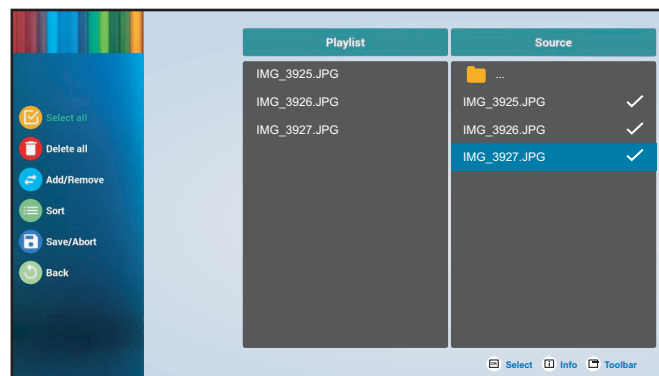 Select all
Delete all
Add/Remove
Sort
Save/Abort
Back
Playlist
IMG_3925.JPG
IMG_3926.JPG
IMG_3927.JPG
Source
...
IMG_3925.JPG
IMG_3926.JPG
IMG_3927.JPG
OK Select i Info Toolbar